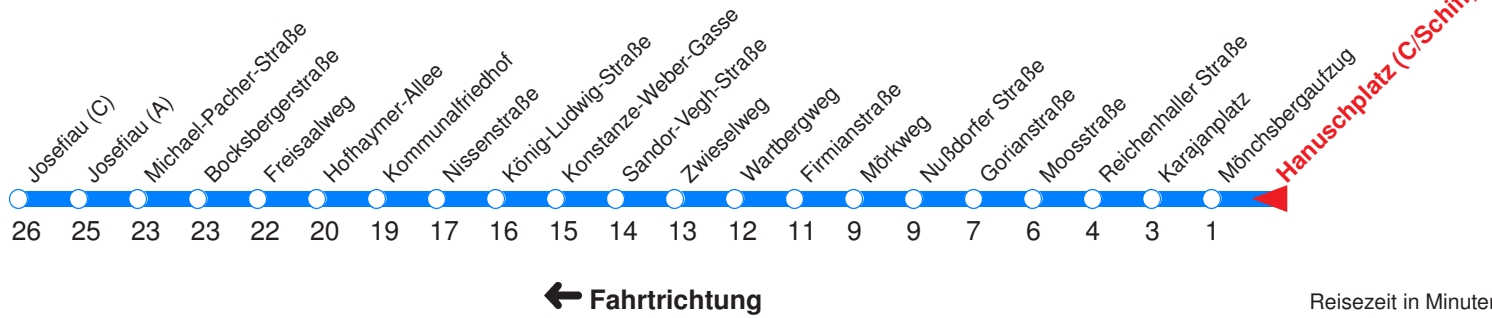 Josefiau (C)
Josefiau (A)
Michael-Pacher-Straße
Bocksbergerstraße
Freisaalweg
Hofhaymer-Allee
Kommunalfriedhof
Nissenstraße
König-Ludwig-Straße
Konstanze-Weber-Gasse
Sandor-Vegh-Straße
Zwieselweg
Wartbergweg
Firmianstraße
Mörkweg
Nußdorfer Straße
Gorianstraße
Moosstraße
Reichenhaller Straße
Karajanplatz
Mönchsbergaufzug
Hanuschplatz
26 25 23 23 22 20 19 17 16 15 14 13 12 11 9 9 7 6 4 3 1
← Fahrtrichtung
Reisezeit in Minuten